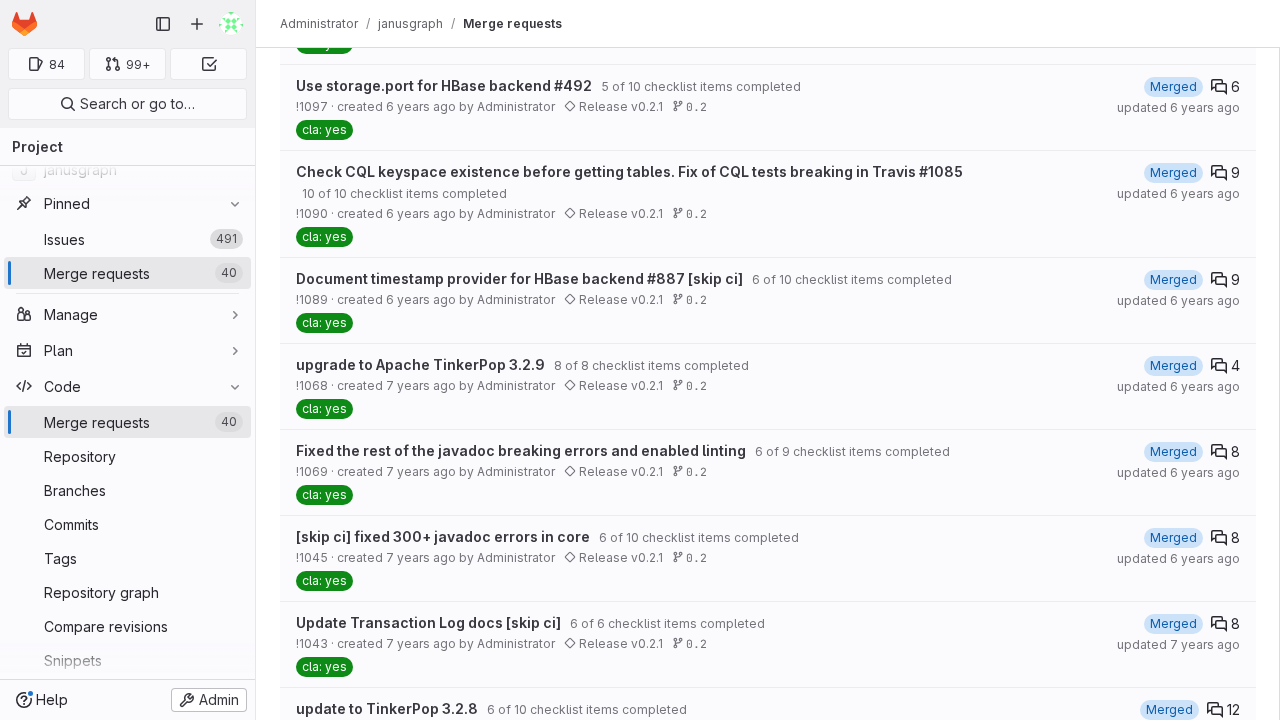 84
99+
Search or go to…
Project
janusgraph
Pinned
Issues
491
Merge requests
40
Manage
Plan
Code
Merge requests
40
Repository
Branches
Commits
Tags
Repository graph
Compare revisions
Snippets
Help
Admin
Administrator / janusgraph / Merge requests
cla: yes
Use storage.port for HBase backend #492 5 of 10 checklist items completed
Merged 6
!1097 · created 6 years ago by Administrator Release v0.2.1 0.2
updated 6 years ago
cla: yes
Check CQL keyspace existence before getting tables. Fix of CQL tests breaking in Travis #1085
Merged 9
10 of 10 checklist items completed
updated 6 years ago
!1090 · created 6 years ago by Administrator Release v0.2.1 0.2
cla: yes
Document timestamp provider for HBase backend #887 [skip ci] 6 of 10 checklist items completed
Merged 9
!1089 · created 6 years ago by Administrator Release v0.2.1 0.2
updated 6 years ago
cla: yes
upgrade to Apache TinkerPop 3.2.9 8 of 8 checklist items completed
Merged 4
!1068 · created 7 years ago by Administrator Release v0.2.1 0.2
updated 6 years ago
cla: yes
Fixed the rest of the javadoc breaking errors and enabled linting 6 of 9 checklist items completed
Merged 8
!1069 · created 7 years ago by Administrator Release v0.2.1 0.2
updated 6 years ago
cla: yes
[skip ci] fixed 300+ javadoc errors in core 6 of 10 checklist items completed
Merged 8
!1045 · created 7 years ago by Administrator Release v0.2.1 0.2
updated 6 years ago
cla: yes
Update Transaction Log docs [skip ci] 6 of 6 checklist items completed
Merged 8
!1043 · created 7 years ago by Administrator Release v0.2.1 0.2
updated 7 years ago
cla: yes
update to TinkerPop 3.2.8 6 of 10 checklist items completed
Merged 12